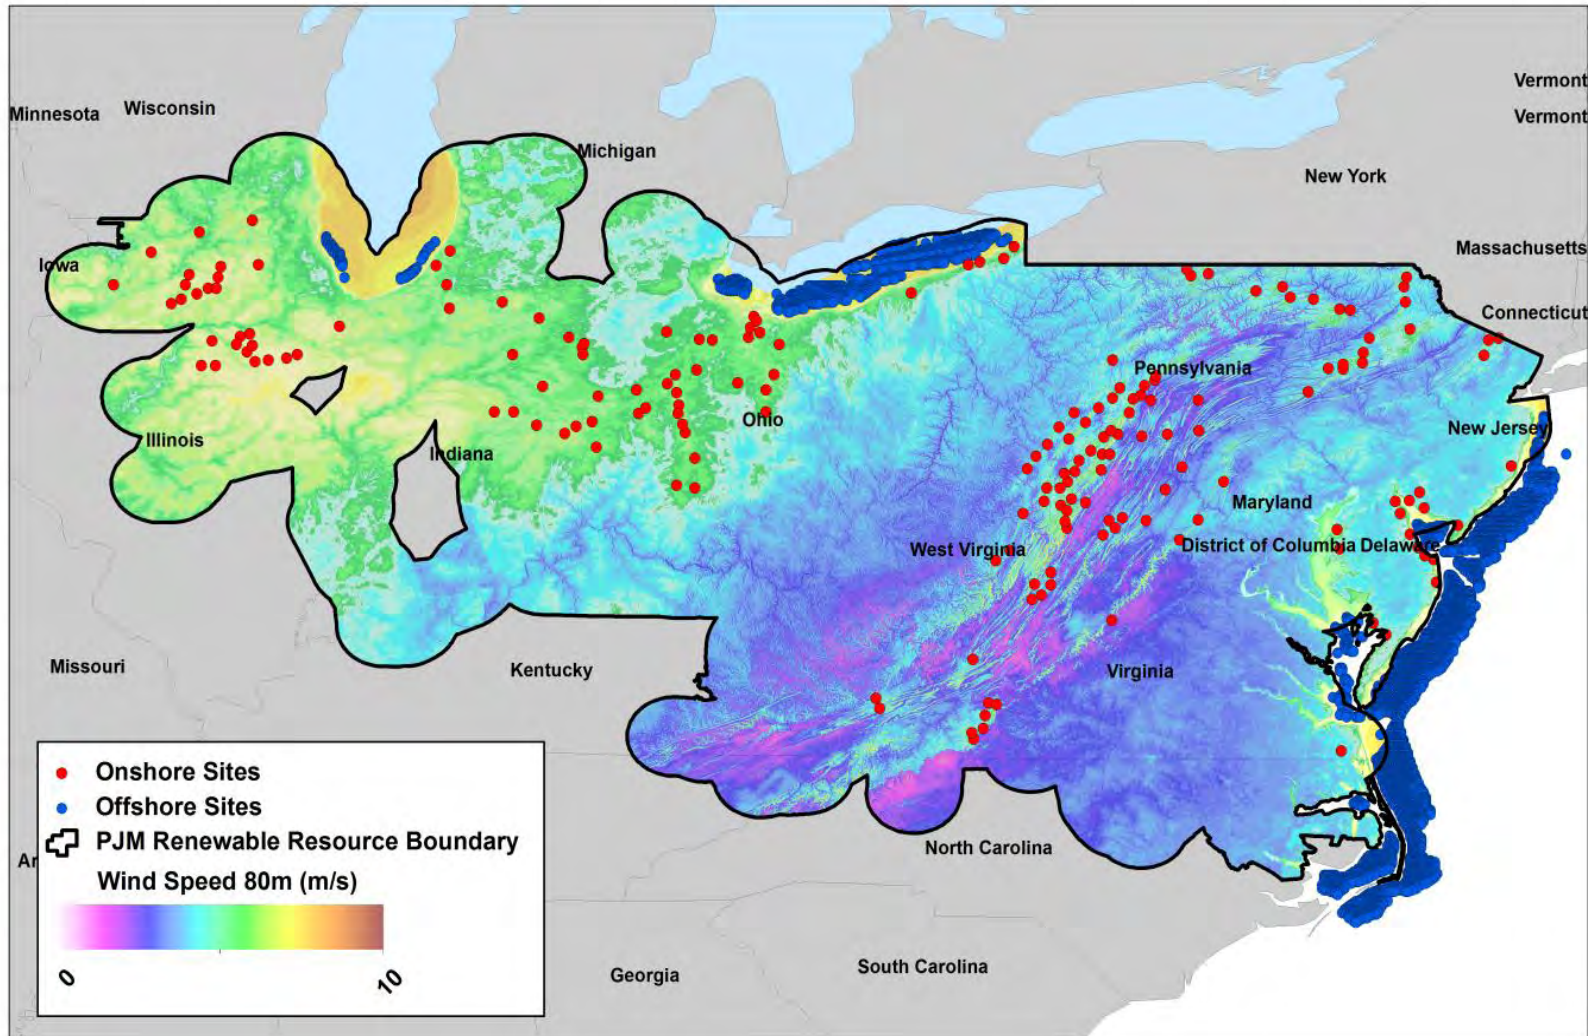 Vermont
Minnesota
Wisconsin
Vermont
Michigan
New York
Massachusetts
Iowa
Connecticut
Pennsylvania
Ohio
New Jersey
Illinois
Indiana
Maryland
West Virginia
District of Columbia
Delaware
Missouri
Kentucky
Virginia
Onshore Sites
Offshore Sites
PJM Renewable Resource Boundary
North Carolina
Ar
Wind Speed 80m (m/s)
0
10
Georgia
South Carolina